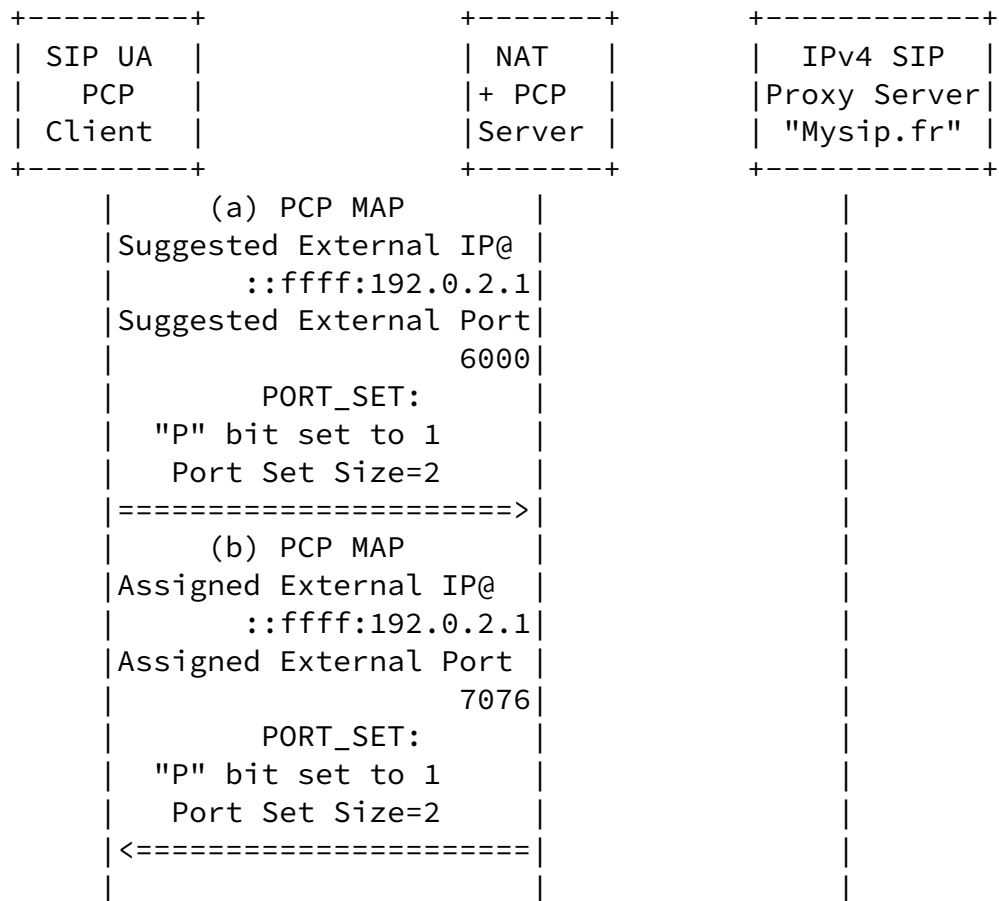 +---------+              +-------+       +------------+
| SIP UA  |              | NAT   |       |  IPv4 SIP  |
|   PCP   |              |+ PCP  |       |Proxy Server|
| Client  |              |Server |       | "Mysip.fr" |
+---------+              +-------+       +------------+
     |     (a) PCP MAP       |                |
     |Suggested External IP@ |                |
     |       ::ffff:192.0.2.1|                |
     |Suggested External Port|                |
     |                   6000|                |
     |        PORT_SET:      |                |
     |  "P" bit set to 1     |                |
     |   Port Set Size=2     |                |
     |======================>|                |
     |     (b) PCP MAP       |                |
     |Assigned External IP@  |                |
     |       ::ffff:192.0.2.1|                |
     |Assigned External Port |                |
     |                   7076|                |
     |        PORT_SET:      |                |
     |  "P" bit set to 1     |                |
     |   Port Set Size=2     |                |
     |<======================|                |
     |                       |                |